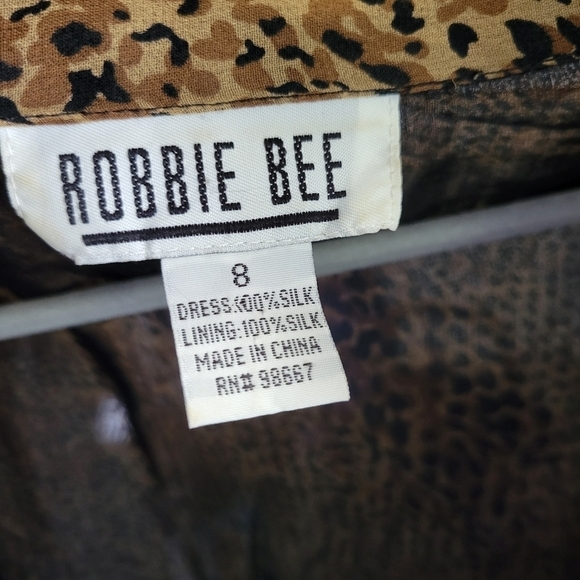 ROBBIE BEE
8
DRESS:100%SILK
LINING:100%SILK
MADE IN CHINA
RN# 98667